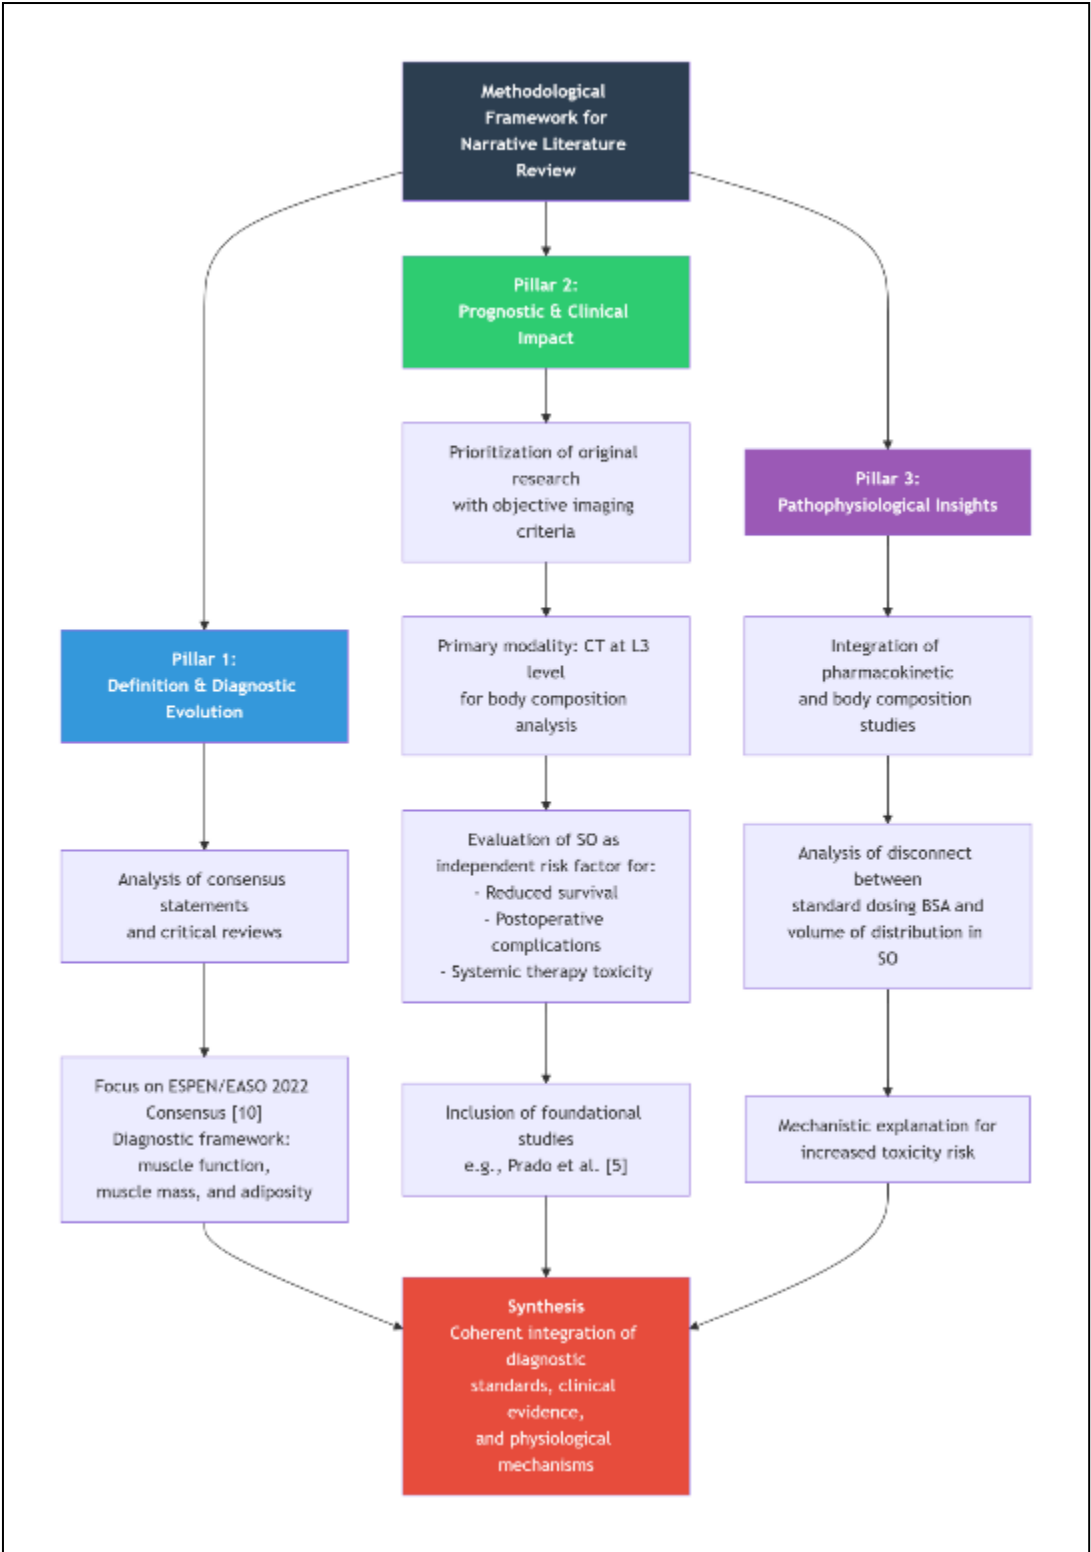 Methodological
Framework for
Narrative Literature
Review
Pillar 2:
Prognostic & Clinical
Impact
Prioritization of original
research
with objective imaging
criteria
Primary modality: CT at L3
level
for body composition
analysis
Evaluation of SO as
independent risk factor for:
- Reduced survival
- Postoperative
complications
- Systemic therapy toxicity
Inclusion of foundational
studies
e.g., Prado et al. [5]
Pillar 3:
Pathophysiological Insights
Integration of
pharmacokinetic
and body composition
studies
Analysis of disconnect
between
standard dosing BSA and
volume of distribution in
SO
Mechanistic explanation for
increased toxicity risk
Pillar 1:
Definition & Diagnostic
Evolution
Analysis of consensus
statements
and critical reviews
Focus on ESPEN/EASO 2022
Consensus [10]
Diagnostic framework:
muscle function,
muscle mass, and adiposity
Synthesis
Coherent integration of
diagnostic
standards, clinical
evidence,
and physiological
mechanisms